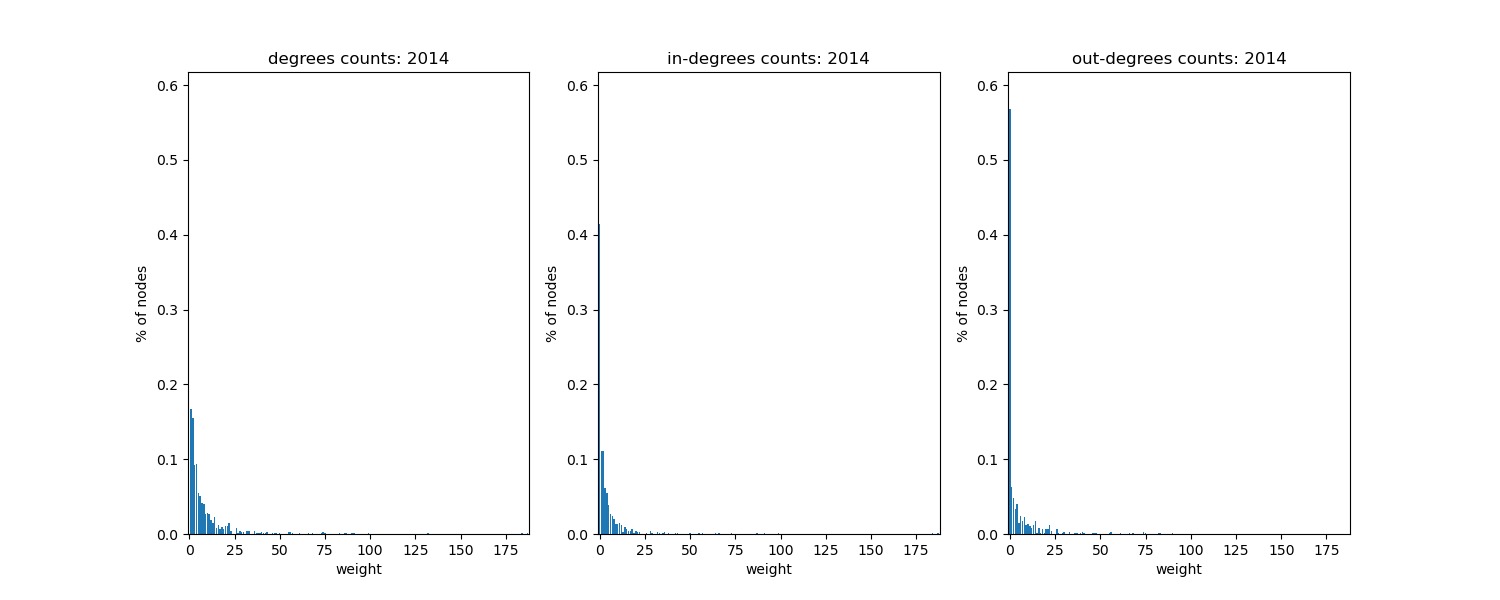 degrees counts: 2014
% of nodes
0.6
0.5
0.4
0.3
0.2
0.1
0.0
0 25 50 75 100 125 150 175
weight
in-degrees counts: 2014
% of nodes
0.6
0.5
0.4
0.3
0.2
0.1
0.0
0 25 50 75 100 125 150 175
weight
out-degrees counts: 2014
% of nodes
0.6
0.5
0.4
0.3
0.2
0.1
0.0
0 25 50 75 100 125 150 175
weight